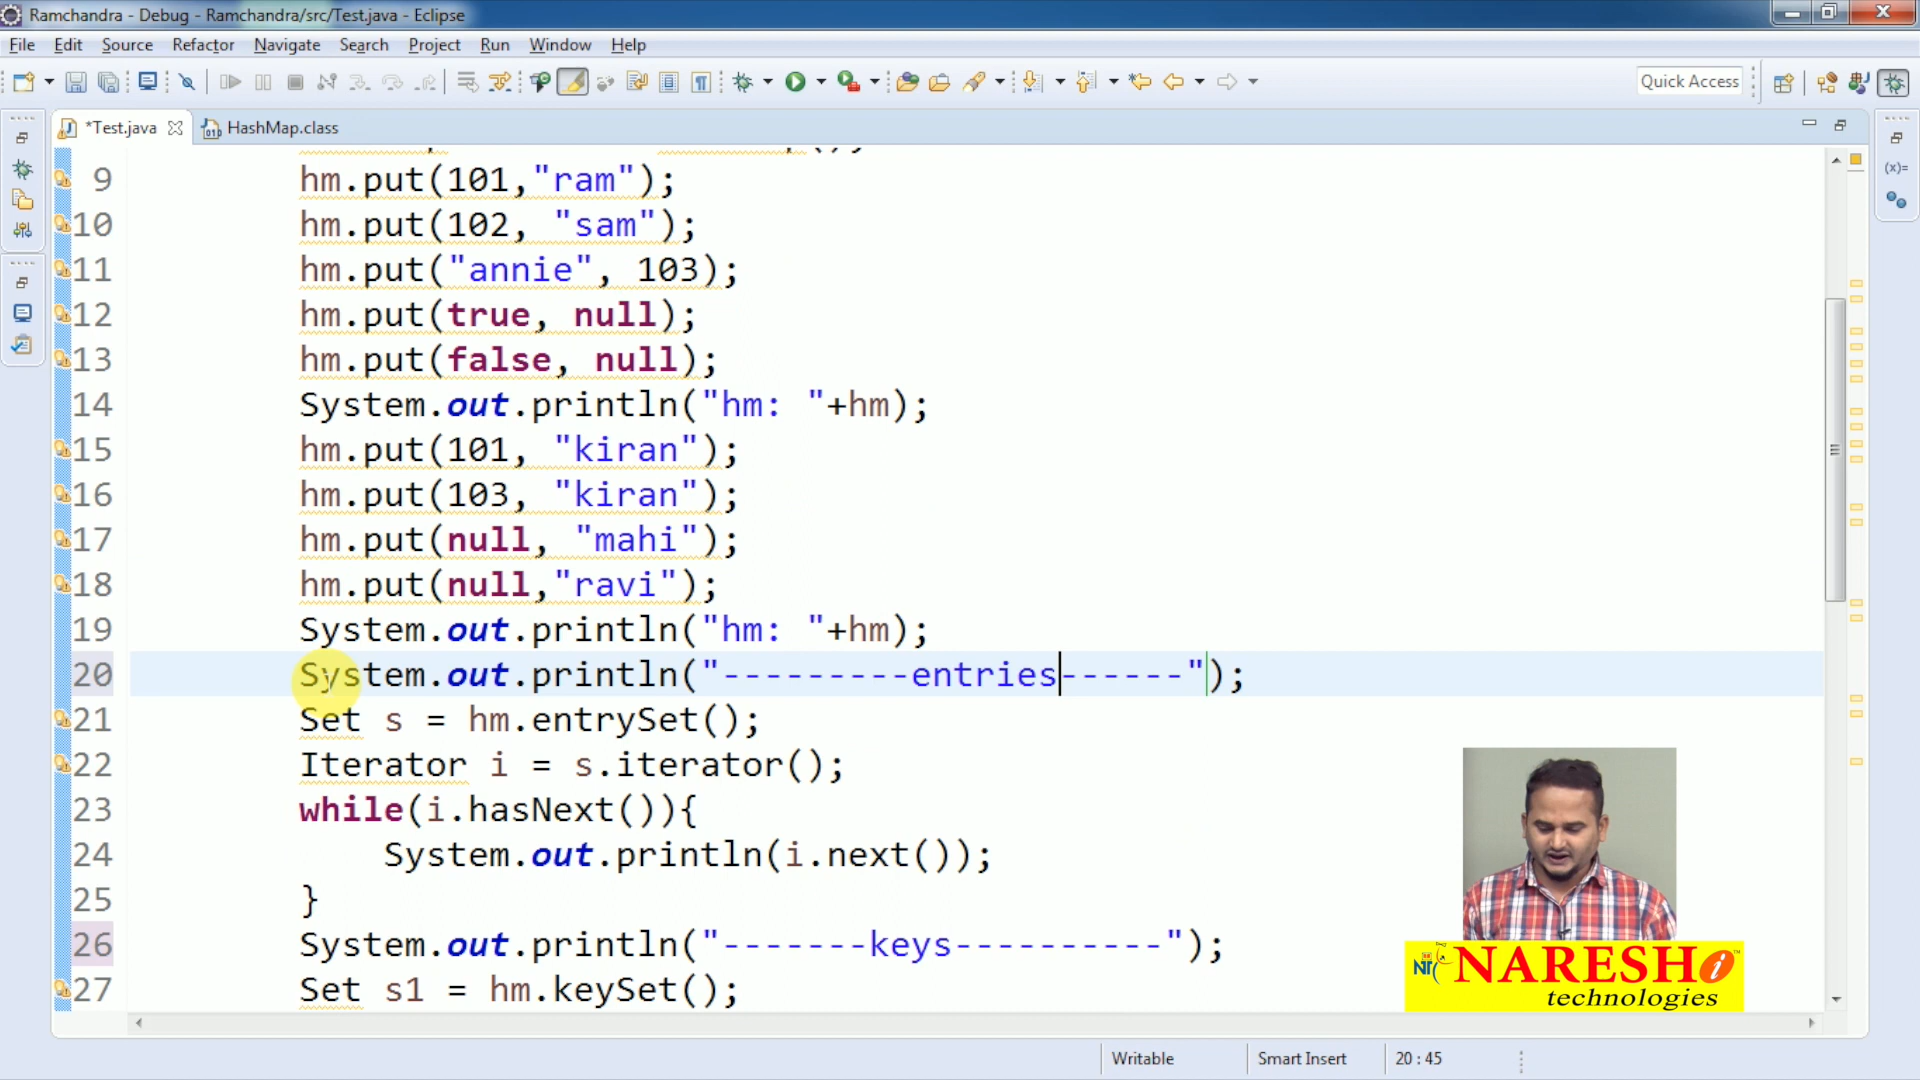 Ramchandra - Debug - Ramchandra/src/Test.java - Eclipse
File Edit Source Refactor Navigate Search Project Run Window Help
Quick Access
*Test.java HashMap.class
9 hm.put(101,"ram");
10 hm.put(102, "sam");
11 hm.put("annie", 103);
12 hm.put(true, null);
13 hm.put(false, null);
14 System.out.println("hm: "+hm);
15 hm.put(101, "kiran");
16 hm.put(103, "kiran");
17 hm.put(null, "mahi");
18 hm.put(null,"ravi");
19 System.out.println("hm: "+hm);
20 System.out.println("---------entries------");
21 Set s = hm.entrySet();
22 Iterator i = s.iterator();
23 while(i.hasNext()){
24 System.out.println(i.next());
25 }
26 System.out.println("-------keys----------");
27 Set s1 = hm.keySet();
NARESH i
technologies
Writable Smart Insert 20 : 45